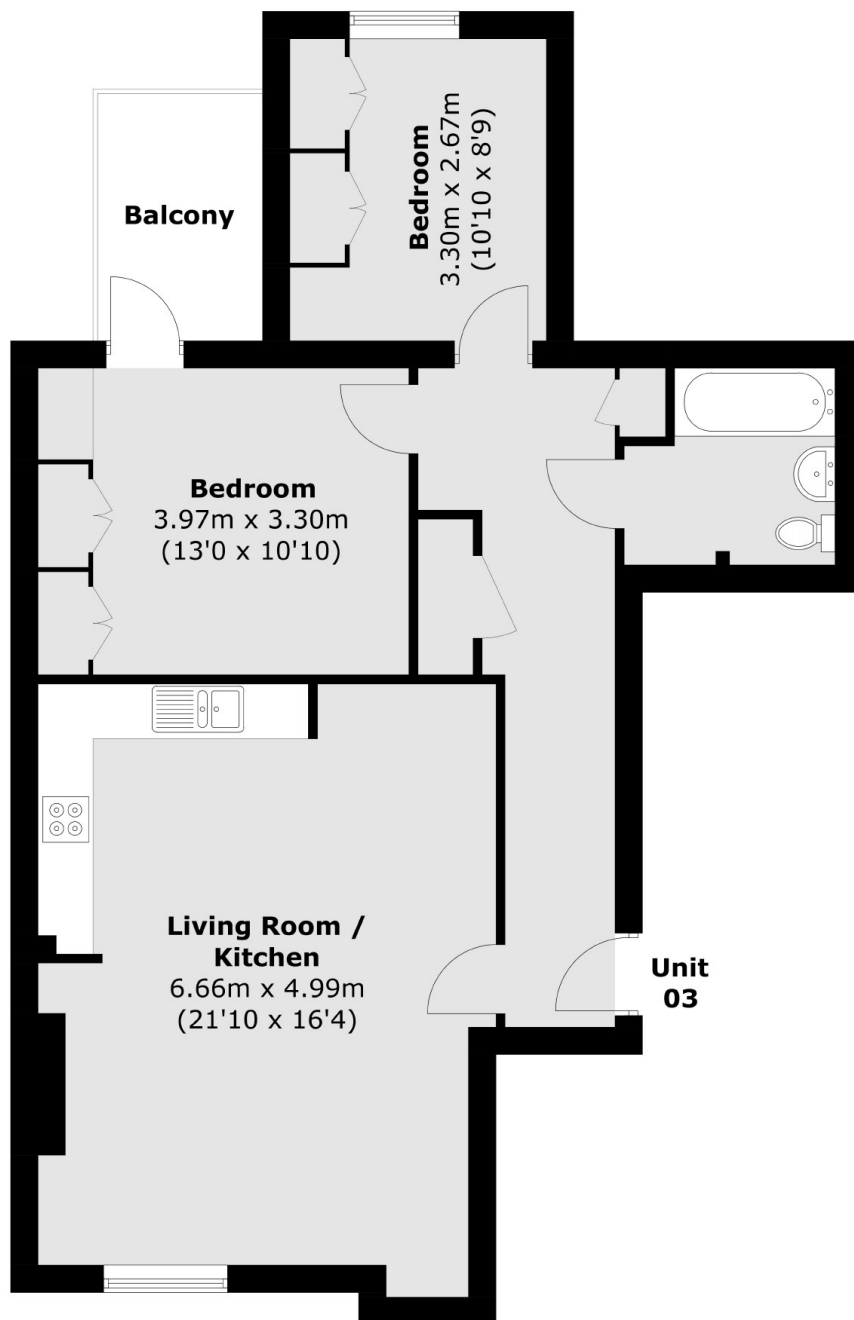 Balcony
Bedroom
3.30m x 2.67m
(10'10 x 8'9)
Bedroom
3.97m x 3.30m
(13'0 x 10'10)
Living Room /
Kitchen
6.66m x 4.99m
(21'10 x 16'4)
Unit
03